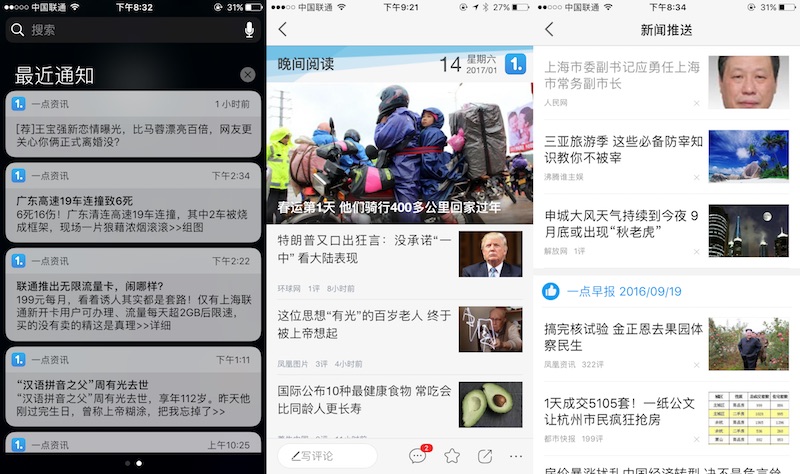 中国联通 下午8:32 31%
搜索
最近通知
一点资讯 1 小时前
[荐]王宝强新恋情曝光，比马蓉漂亮百倍，网友更
关心你俩正式离婚没?
一点资讯 下午2:34
广东高速19车连撞致6死
6死16伤！广东清连高速19车连撞，其中2车被烧
成框架，现场一片狼藉浓烟滚滚>>组图
一点资讯 下午2:22
联通推出无限流量卡，闹哪样?
199元每月，看着诱人其实都是套路！仅有上海联
通新开卡用户可办理、流量每天超2GB后限速，
买的没有卖的精这是真理>>详细
一点资讯 下午1:11
“汉语拼音之父”周有光去世
“汉语拼音之父”周有光去世，享年112岁。昨天他
刚过完生日，曾称上帝糊涂，把我忘掉了>>
一点资讯 上午10:25
中国联通 下午9:21 27%
晚间阅读 14 星期六
2017/01
1.
春运第1天 他们骑行400多公里回家过年
特朗普又口出狂言：没承诺“一
中” 看大陆表现
环球网 1评 8小时前
这位思想“有光”的百岁老人 终于
被上帝想起
凤凰图片 3评 4小时前
国际公布10种最健康食物 常吃会
比同龄人更长寿
写评论
2
中国联通 下午8:34 31%
新闻推送
上海市委副书记应勇任上海
市常务副市长
人民网
三亚旅游季 这些必备防宰知
识教你不被宰
沸腾谁主娱
申城大风天气持续到今夜 9
月底或出现“秋老虎”
解放网 1评
一点早报 2016/09/19
搞完核试验 金正恩去果园体
察民生
凤凰资讯 322评
1天成交5105套！一纸公文
让杭州市民疯狂抢房
都市快报 199评
房价暴涨扰乱中国经济转型 决不是危言耸